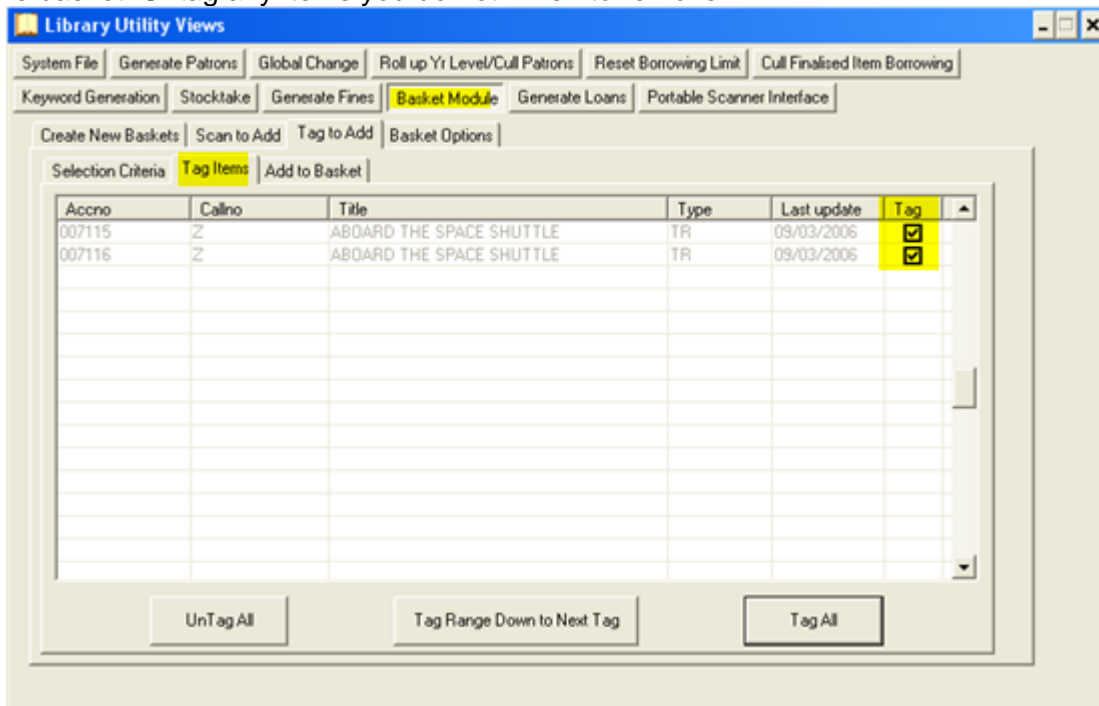 Library Utility Views
System File Generate Patrons Global Change Roll up Yr Level/Cull Patrons Reset Borrowing Limit Cull Finalised Item Borrowing
Keyword Generation Stocktake Generate Fines Basket Module Generate Loans Portable Scanner Interface
Create New Baskets Scan to Add Tag to Add Basket Options
Selection Criteria Tag Items Add to Basket
Accno Callno Title Type Last update Tag
007115 Z ABOARD THE SPACE SHUTTLE TR 09/03/2006
007116 Z ABOARD THE SPACE SHUTTLE TR 09/03/2006
UnTag All Tag Range Down to Next Tag Tag All